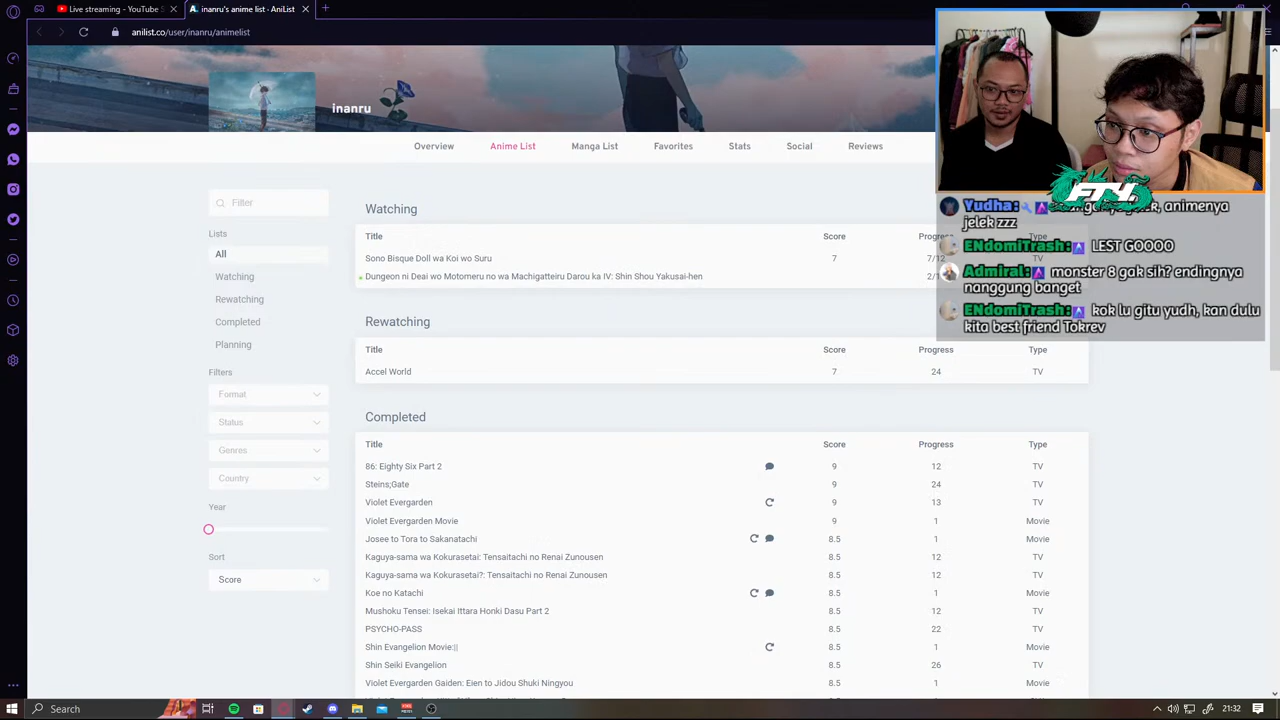 (1) Live Streaming - YouTube S
AniList
anilist.co/user/inanru/animelist
inanru
Overview
Anime List
Manga List
Favorites
Stats
Social
Reviews
Filter
Lists
All
Watching
Rewatching
Completed
Planning
Filters
Format
Status
Genres
Country
Year
Sort
Score
Watching
Title Score Progress Type
Sono Bisque Doll wa Koi wo Suru 7 7/12 TV
Dungeon ni Deai wo Motomeru no wa Machigatteiru Darou ka IV: Shin Shou Yakusai-hen
Rewatching
Title Score Progress Type
Accel World 7 24 TV
Completed
Title Score Progress Type
86: Eighty Six Part 2 9 12 TV
Steins;Gate 9 24 TV
Violet Evergarden 9 13 TV
Violet Evergarden Movie 9 1 Movie
Josee to Tora to Sakanatachi 8.5 1 Movie
Kaguya-sama wa Kokurasetai: Tensaitachi no Renai Zunousen 8.5 12 TV
Kaguya-sama wa Kokurasetai?: Tensaitachi no Renai Zunousen 8.5 12 TV
Koe no Katachi 8.5 1 Movie
Mushoku Tensei: Isekai Ittara Honki Dasu Part 2 8.5 12 TV
PSYCHO-PASS 8.5 22 TV
Shin Evangelion Movie:|| 8.5 1 Movie
Shin Seiki Evangelion 8.5 26 TV
Violet Evergarden Gaiden: Eien to Jidou Shuki Ningyou 8.5 1 Movie
FT4
Yudha: animenya
jelek zzz
ENdomiTrash: LEST GOOOO
Admiral: monster 8 gak sih? endingnya
nanggung banget
ENdomiTrash: kok lu gitu yudh, kan dulu
kita best friend Tokrev
Search
21:32